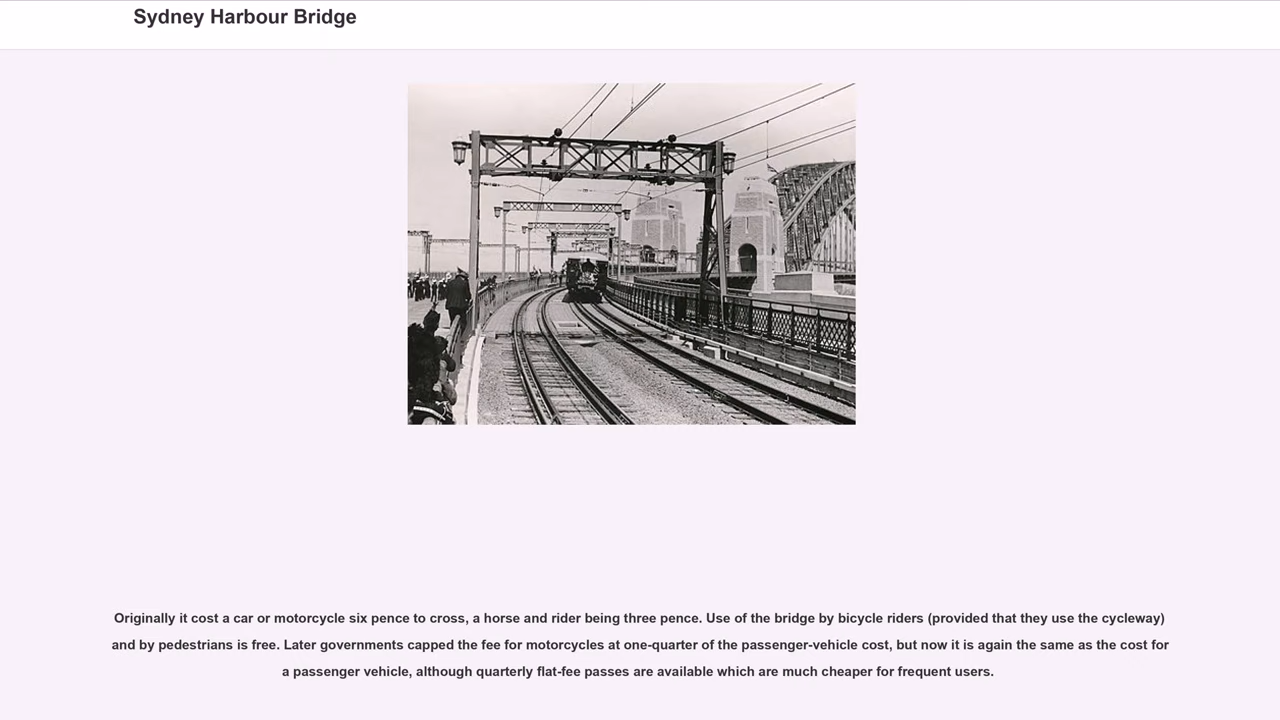 Sydney Harbour Bridge
Originally it cost a car or motorcycle six pence to cross, a horse and rider being three pence. Use of the bridge by bicycle riders (provided that they use the cycleway)
and by pedestrians is free. Later governments capped the fee for motorcycles at one-quarter of the passenger-vehicle cost, but now it is again the same as the cost for
a passenger vehicle, although quarterly flat-fee passes are available which are much cheaper for frequent users.